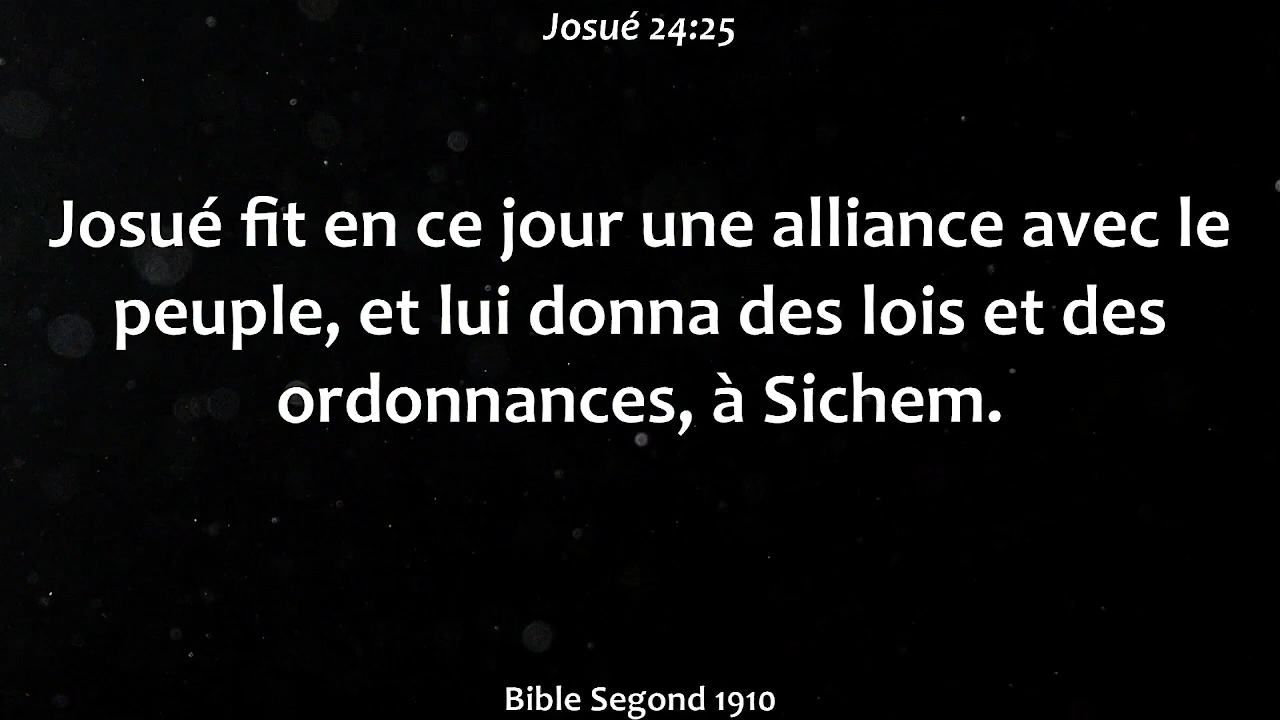 Josué 24:25
Josué fit en ce jour une alliance avec le
peuple, et lui donna des lois et des
ordonnances, à Sichem.
Bible Segond 1910